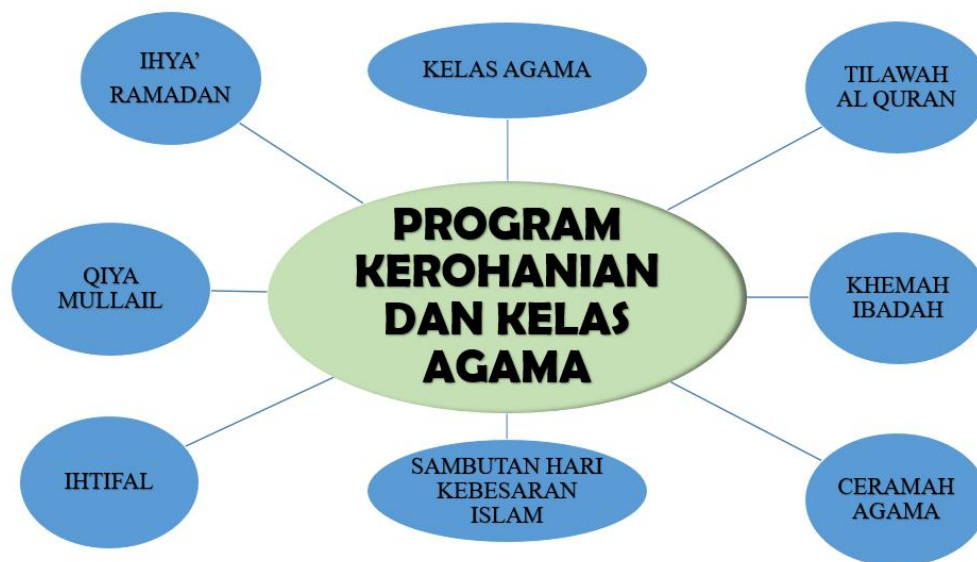 IHYA'
RAMADAN
KELAS AGAMA
TILAWAH
AL QURAN
QIYA
MULLAIL
PROGRAM
KEROHANIAN
DAN KELAS
AGAMA
KHEMAH
IBADAH
IHTIFAL
SAMBUTAN HARI
KEBESARAN
ISLAM
CERAMAH
AGAMA